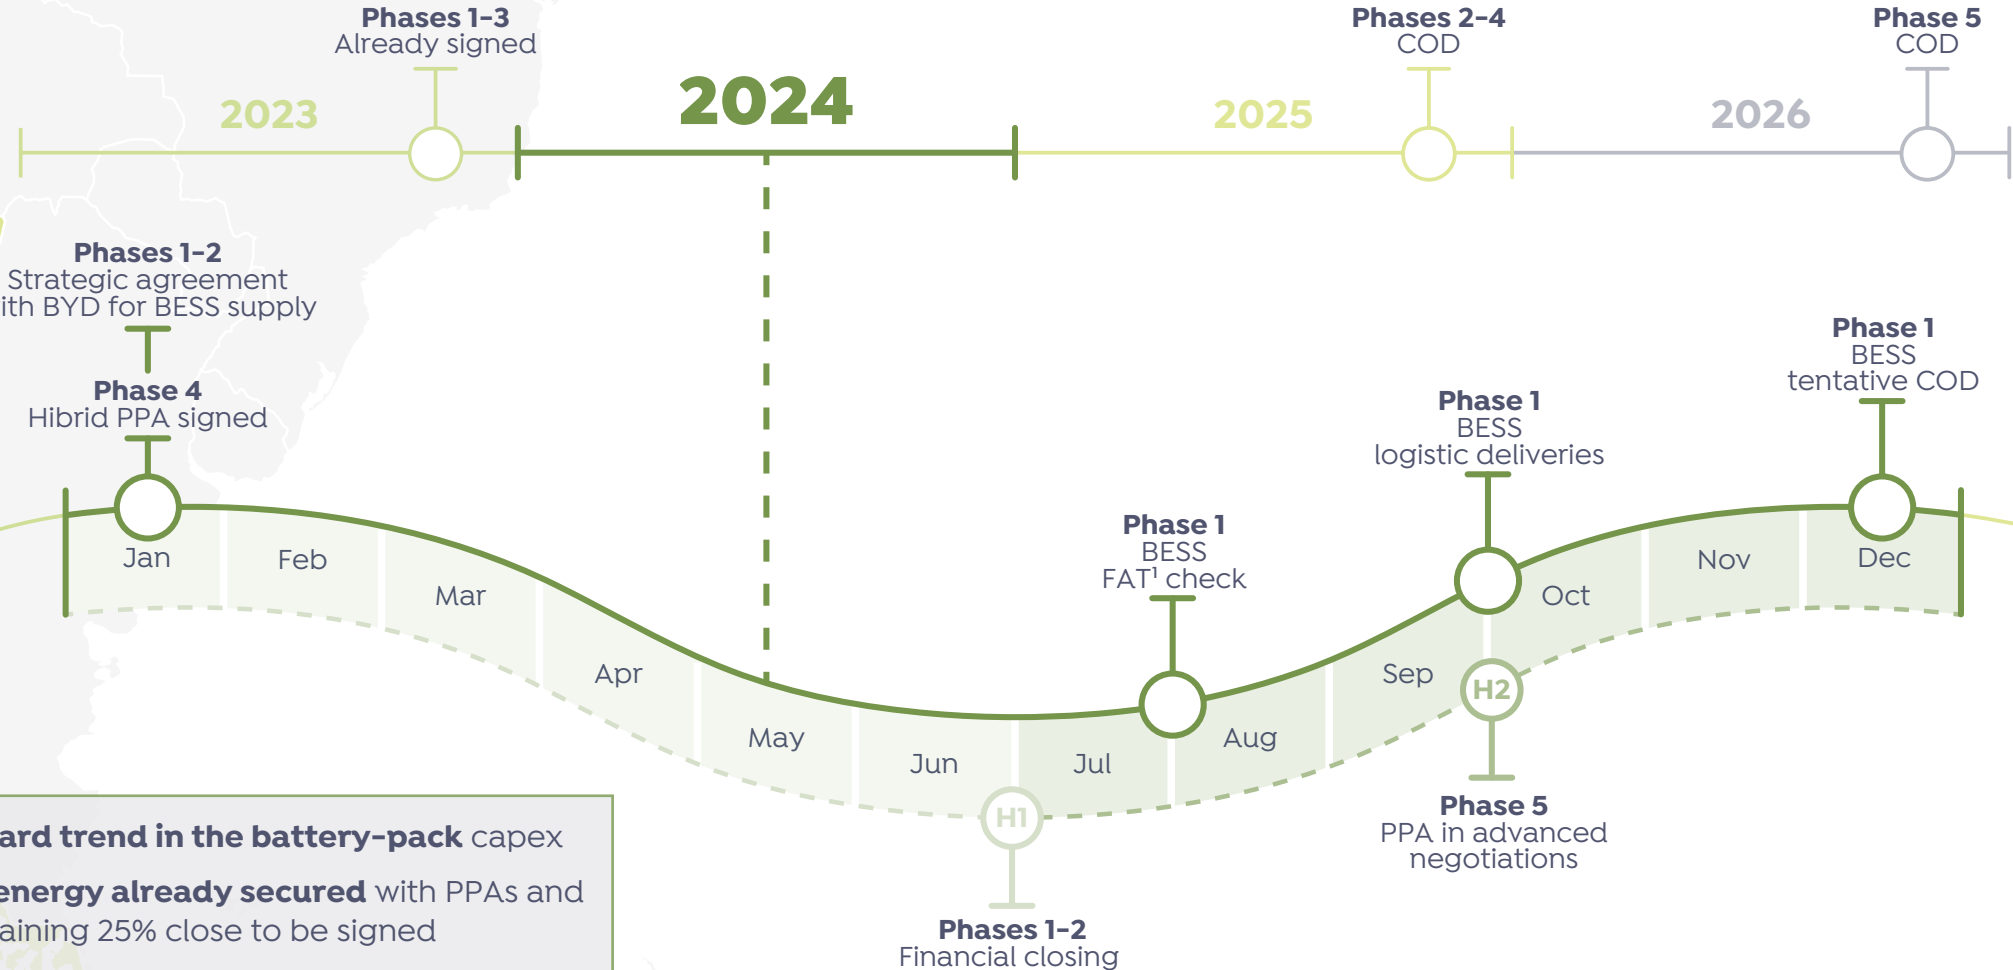 Phases 1-3
Already signed
Phases 2-4
COD
Phase 5
COD
2023
2024
2025
2026
Phases 1-2
Strategic agreement
BYD for BESS supply
Phase 4
Hibrid PPA signed
Phase 1
BESS
FAT¹ check
Phase 1
BESS
logistic deliveries
Phase 1
BESS
tentative COD
Jan
Feb
Mar
Apr
May
Jun
Jul
Aug
Sep
Oct
Nov
Dec
H1
H2
Phases 1-2
Financial closing
Phase 5
PPA in advanced
negotiations
trend in the battery-pack capex
energy already secured with PPAs and
25% close to be signed